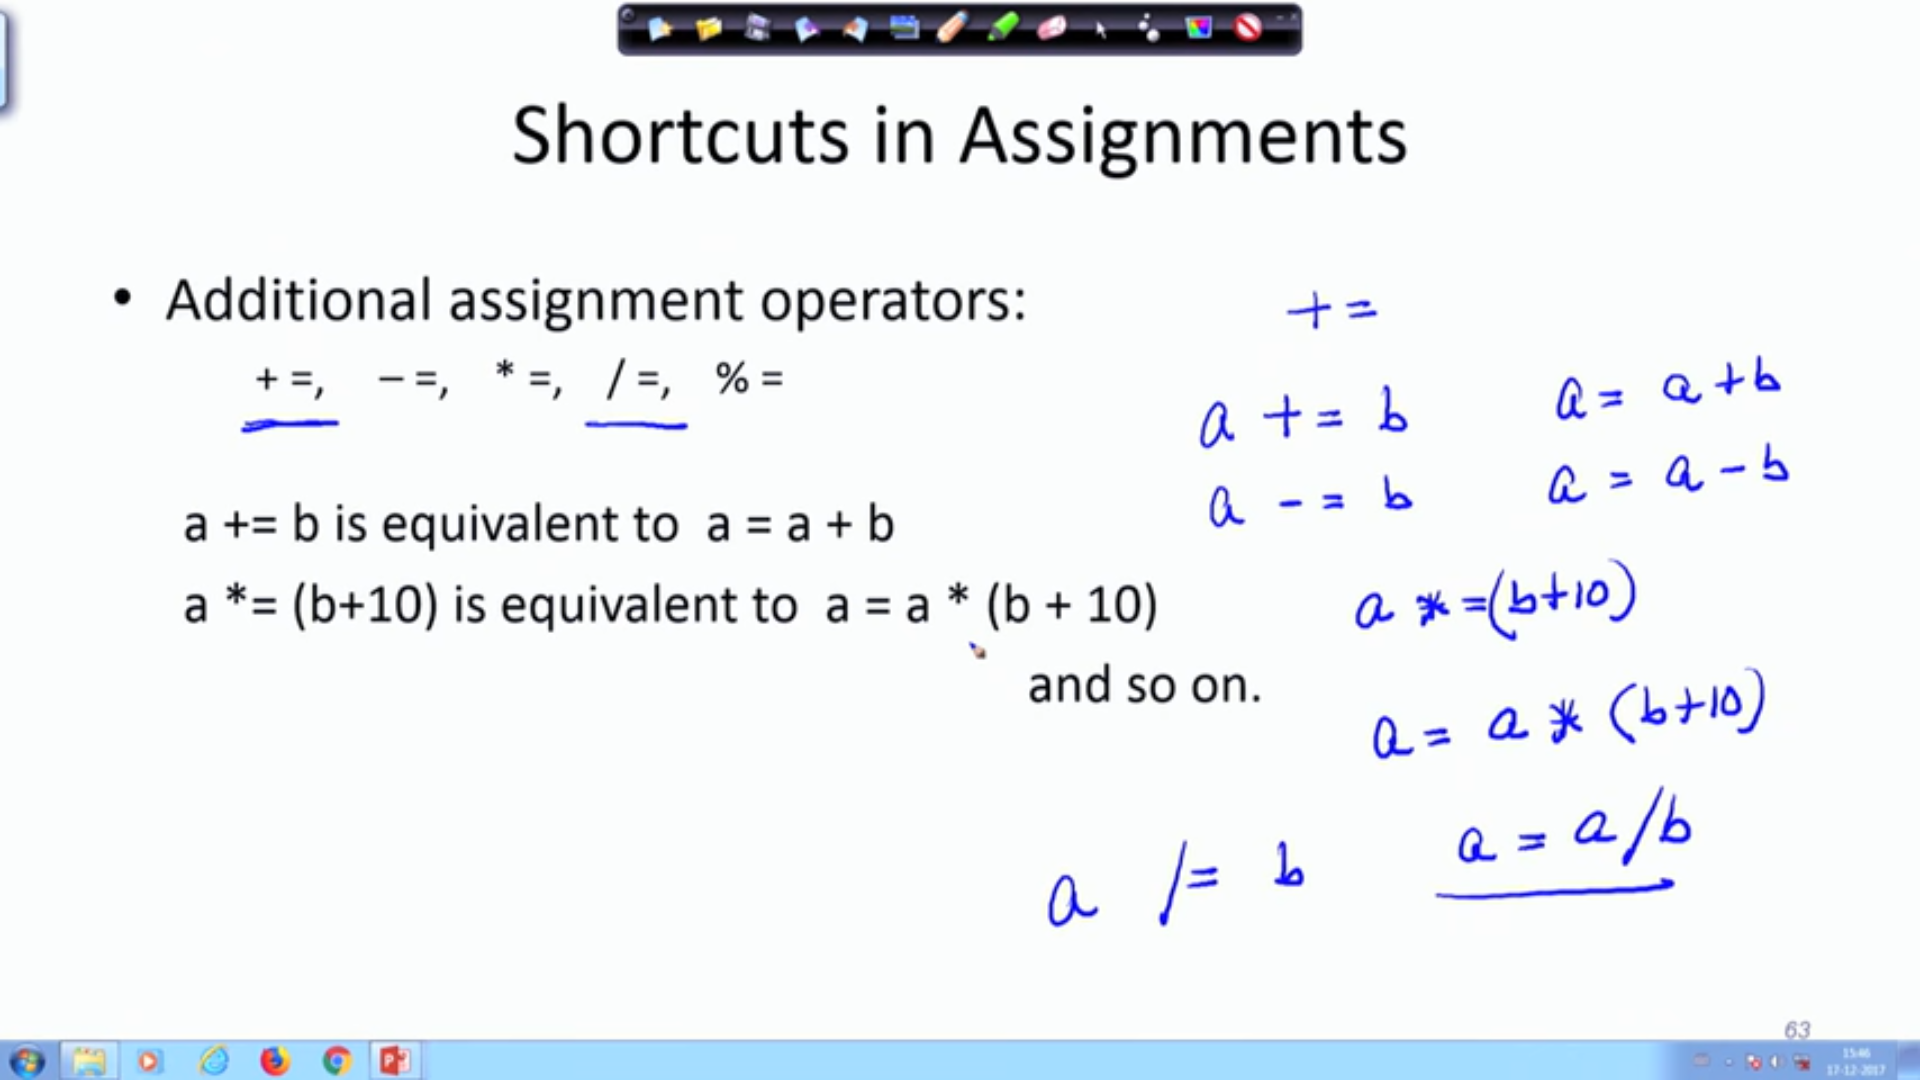 Shortcuts in Assignments
• Additional assignment operators:
+ =, – =, * =, / =, % =
a += b is equivalent to a = a + b
a *= (b+10) is equivalent to a = a * (b + 10)
and so on.
+ =
a + = b a = a + b
a - = b a = a - b
a * = (b+10)
a = a * (b+10)
a /= b a = a / b
63
15:46
17-12-2017